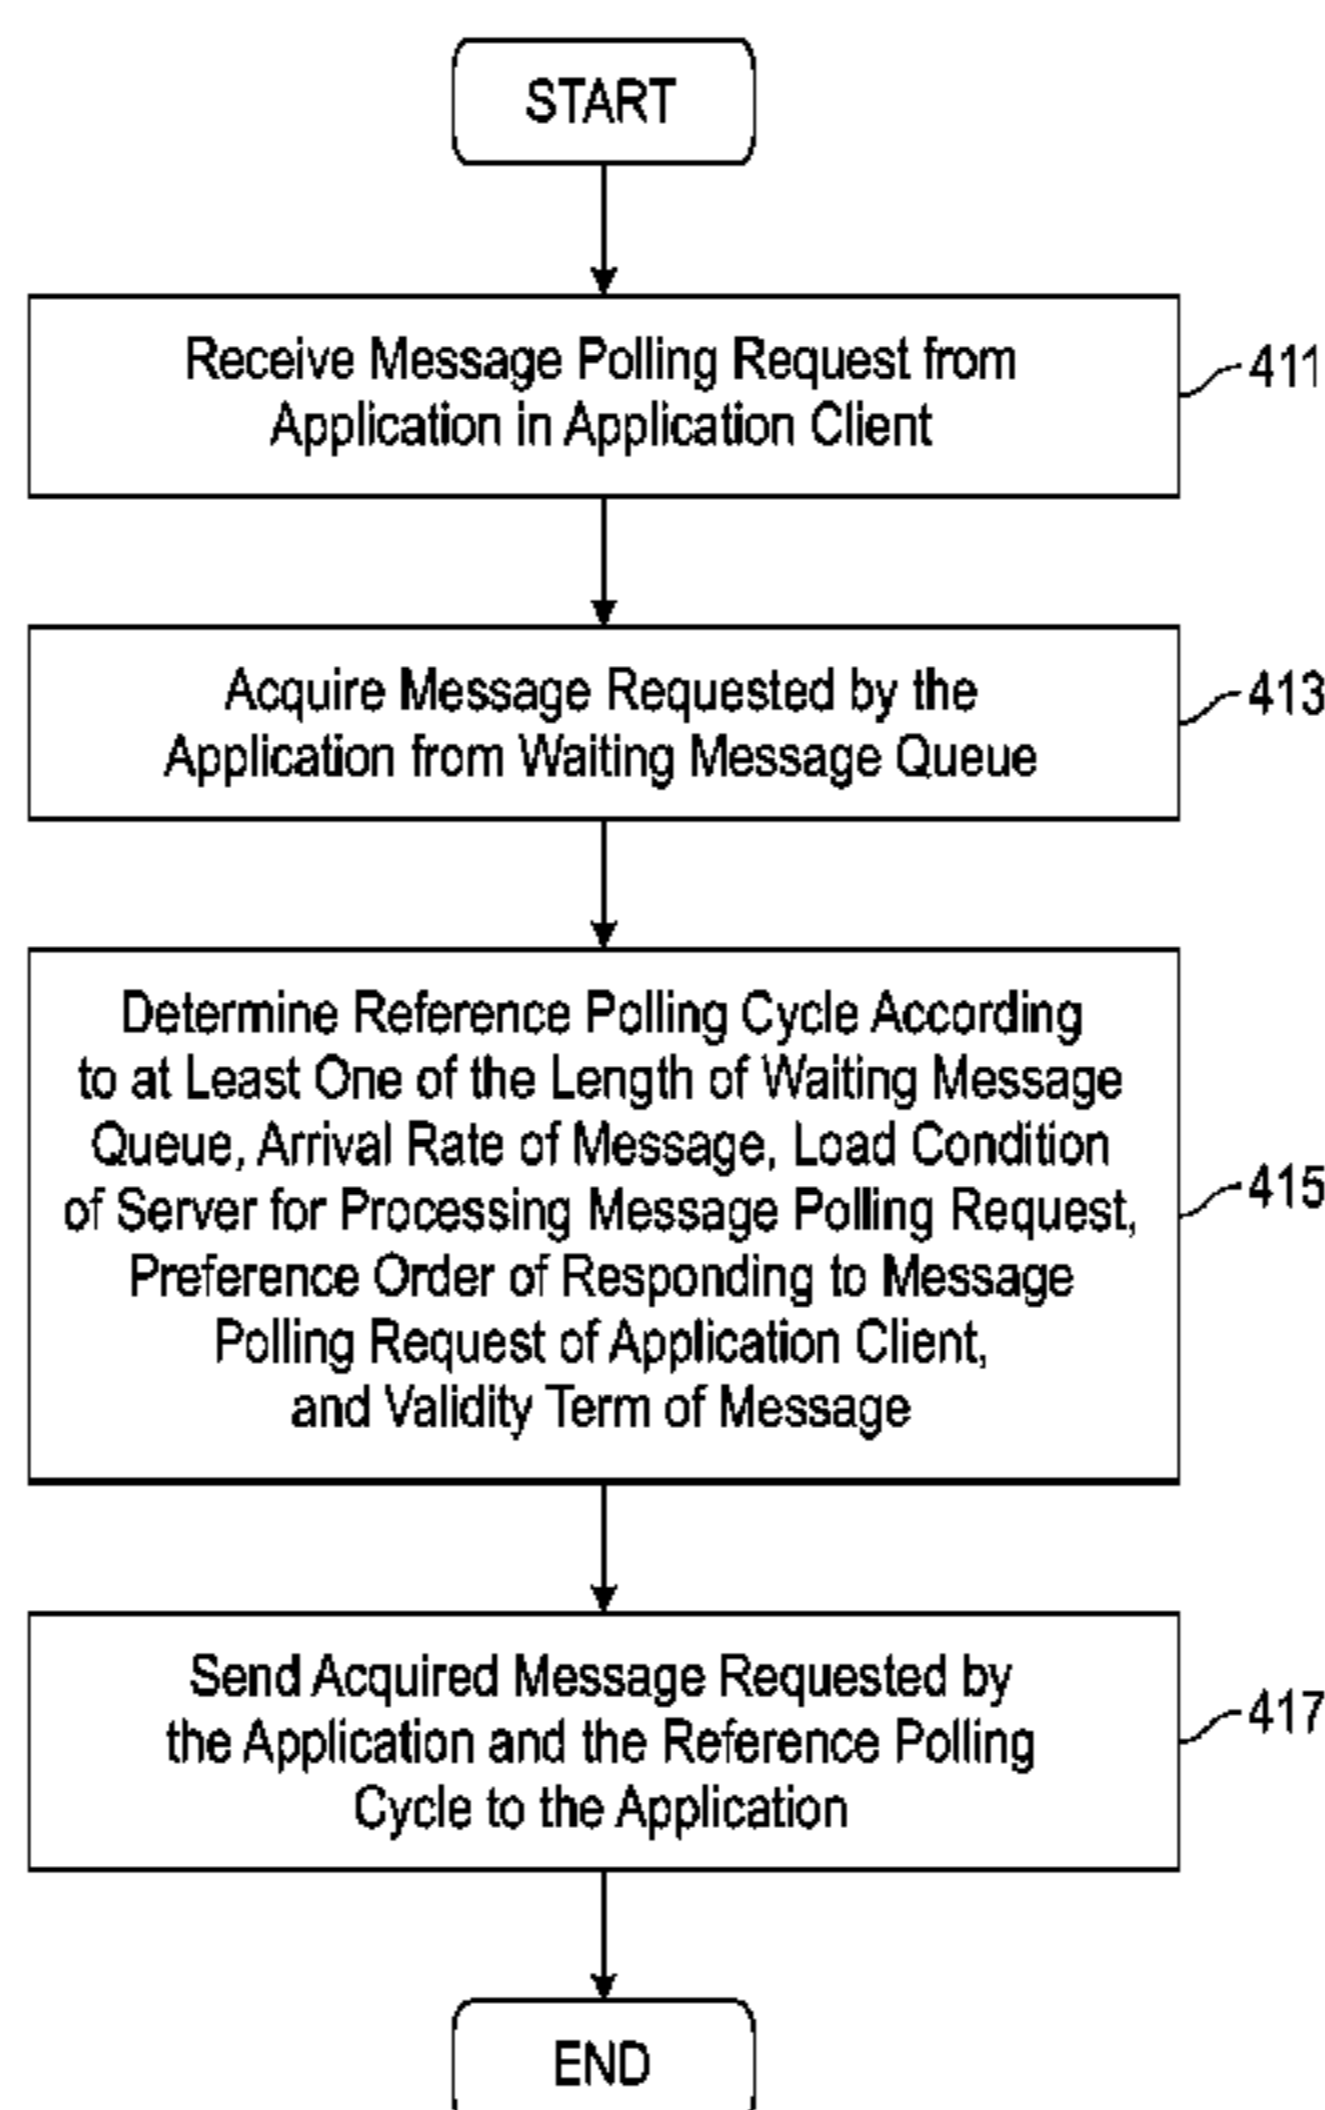 START
Receive Message Polling Request from
Application in Application Client
411
Acquire Message Requested by the
Application from Waiting Message Queue
413
Determine Reference Polling Cycle According
to at Least One of the Length of Waiting Message
Queue, Arrival Rate of Message, Load Condition
of Server for Processing Message Polling Request,
Preference Order of Responding to Message
Polling Request of Application Client,
and Validity Term of Message
415
Send Acquired Message Requested by
the Application and the Reference Polling
Cycle to the Application
417
END